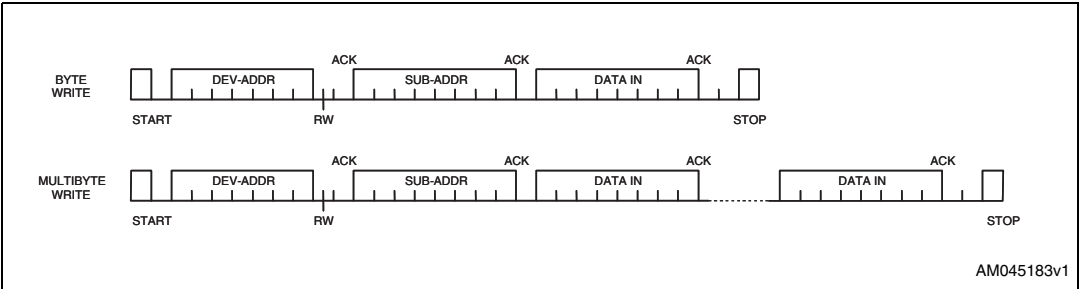 ACK ACK ACK
BYTE WRITE DEV-ADDR SUB-ADDR DATA IN
START RW STOP
ACK ACK ACK ACK
MULTIBYTE WRITE DEV-ADDR SUB-ADDR DATA IN DATA IN
START RW STOP
AM045183v1